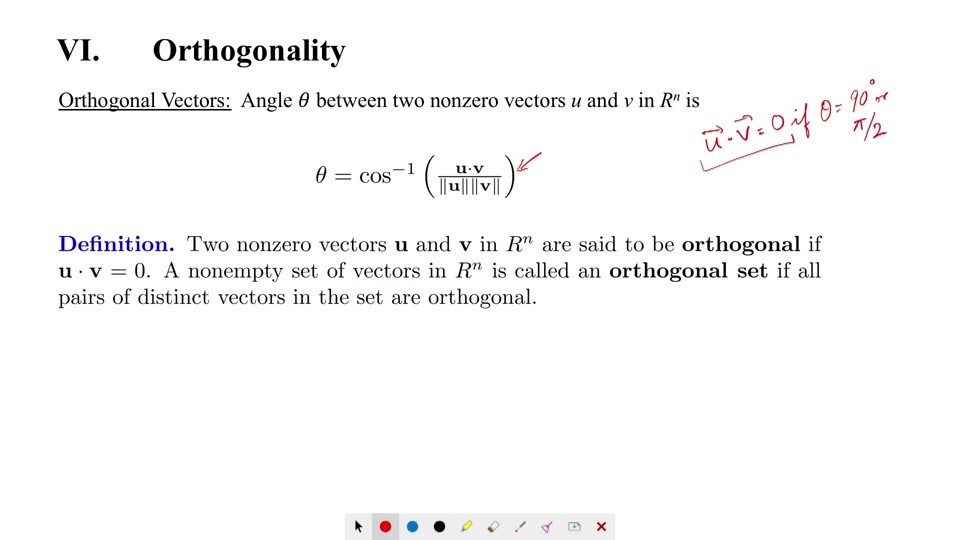 VI. Orthogonality
Orthogonal Vectors: Angle θ between two nonzero vectors u and v in Rⁿ is
u⃗ · v⃗ = 0 if θ = 90° or
π/2
θ = cos⁻¹ (u·v / ‖u‖‖v‖)
Definition. Two nonzero vectors u and v in Rⁿ are said to be orthogonal if
u · v = 0. A nonempty set of vectors in Rⁿ is called an orthogonal set if all
pairs of distinct vectors in the set are orthogonal.